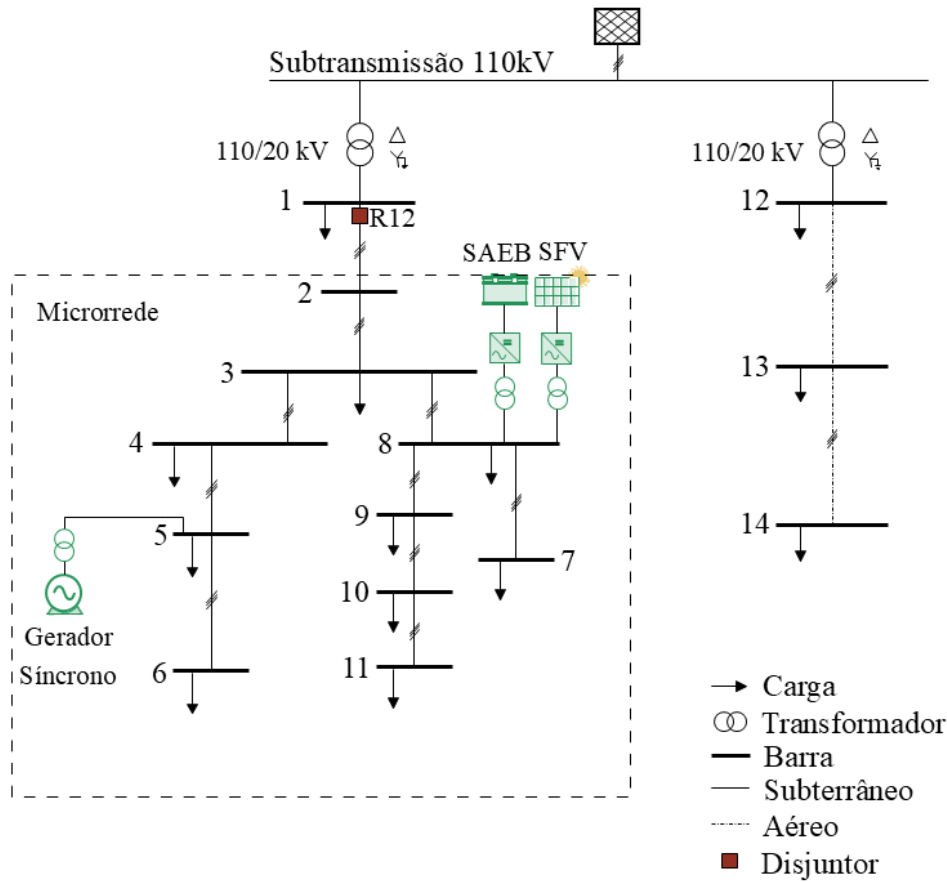 Subtransmissão 110kV
110/20 kV
110/20 kV
1
R12
12
SAEB SFV
Microrrede
2
3
13
4
8
5
9
14
7
10
Gerador
Síncrono
6
11
Carga
Transformador
Barra
Subterrâneo
Aéreo
Disjuntor